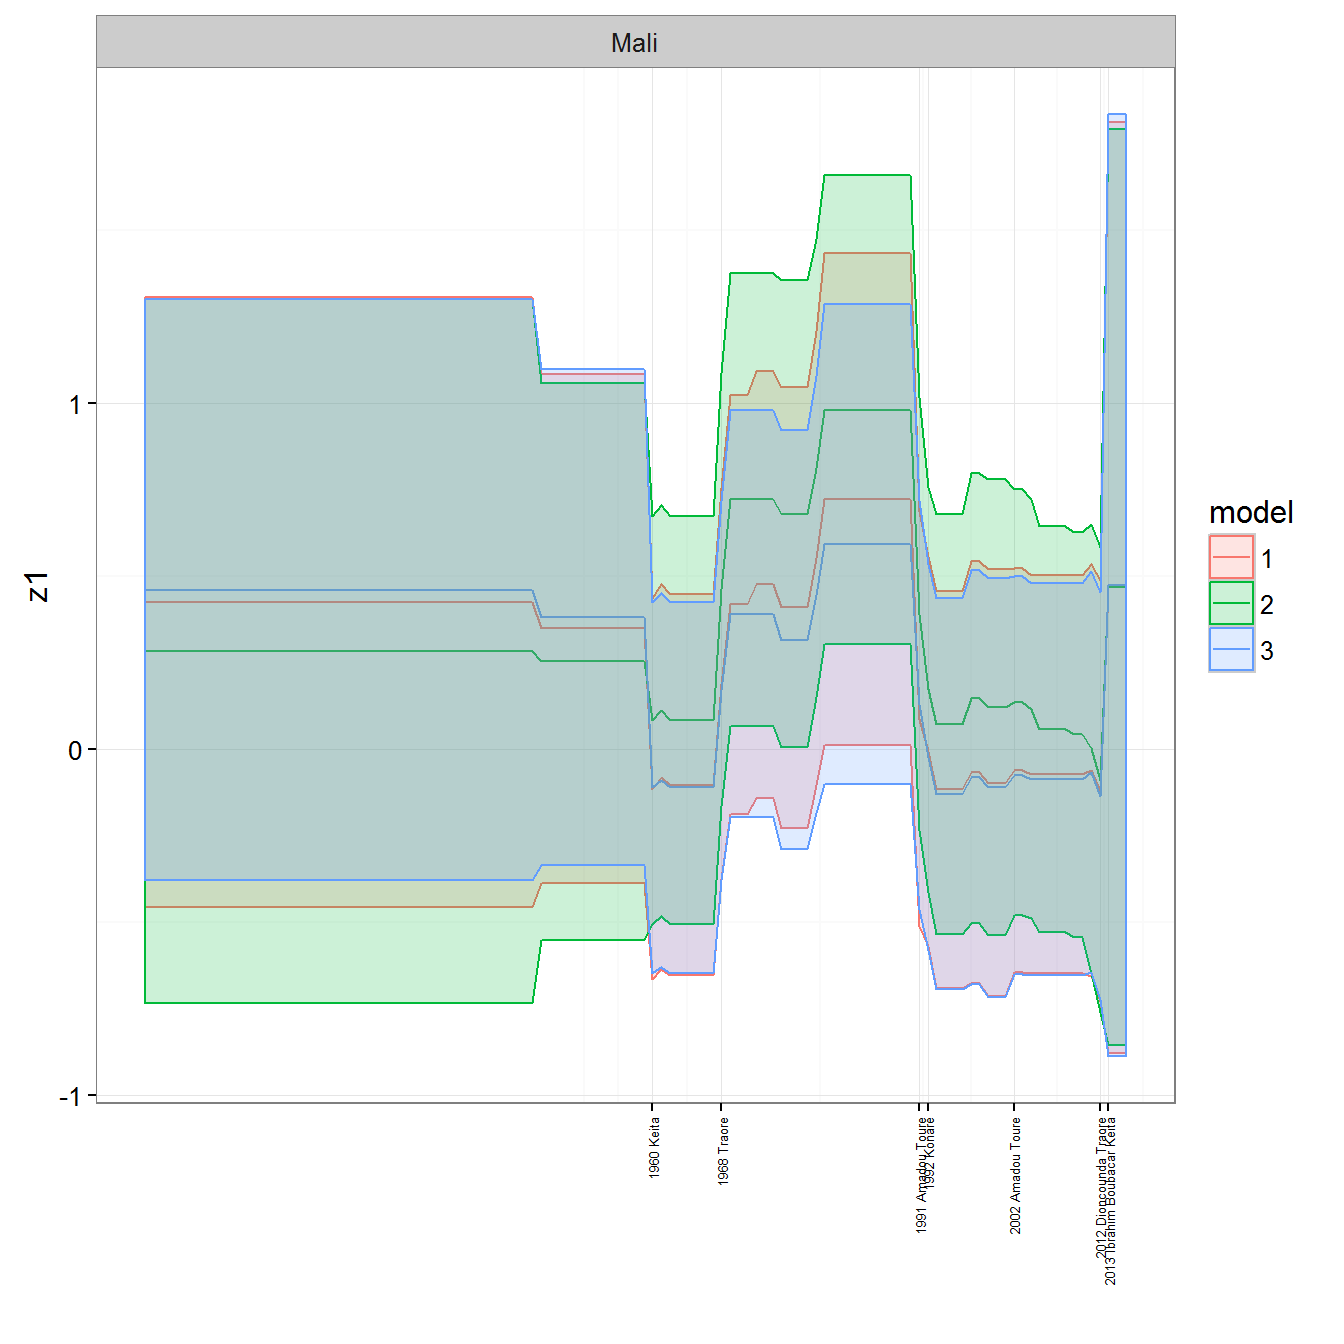 Mali
z1
1
0
-1
1960 Keita
1968 Traore
1991 Amadou Toure
1992 Konare
2002 Amadou Toure
2012 Dioncounda Traore
2013 Ibrahim Boubacar Keita
model
1
2
3